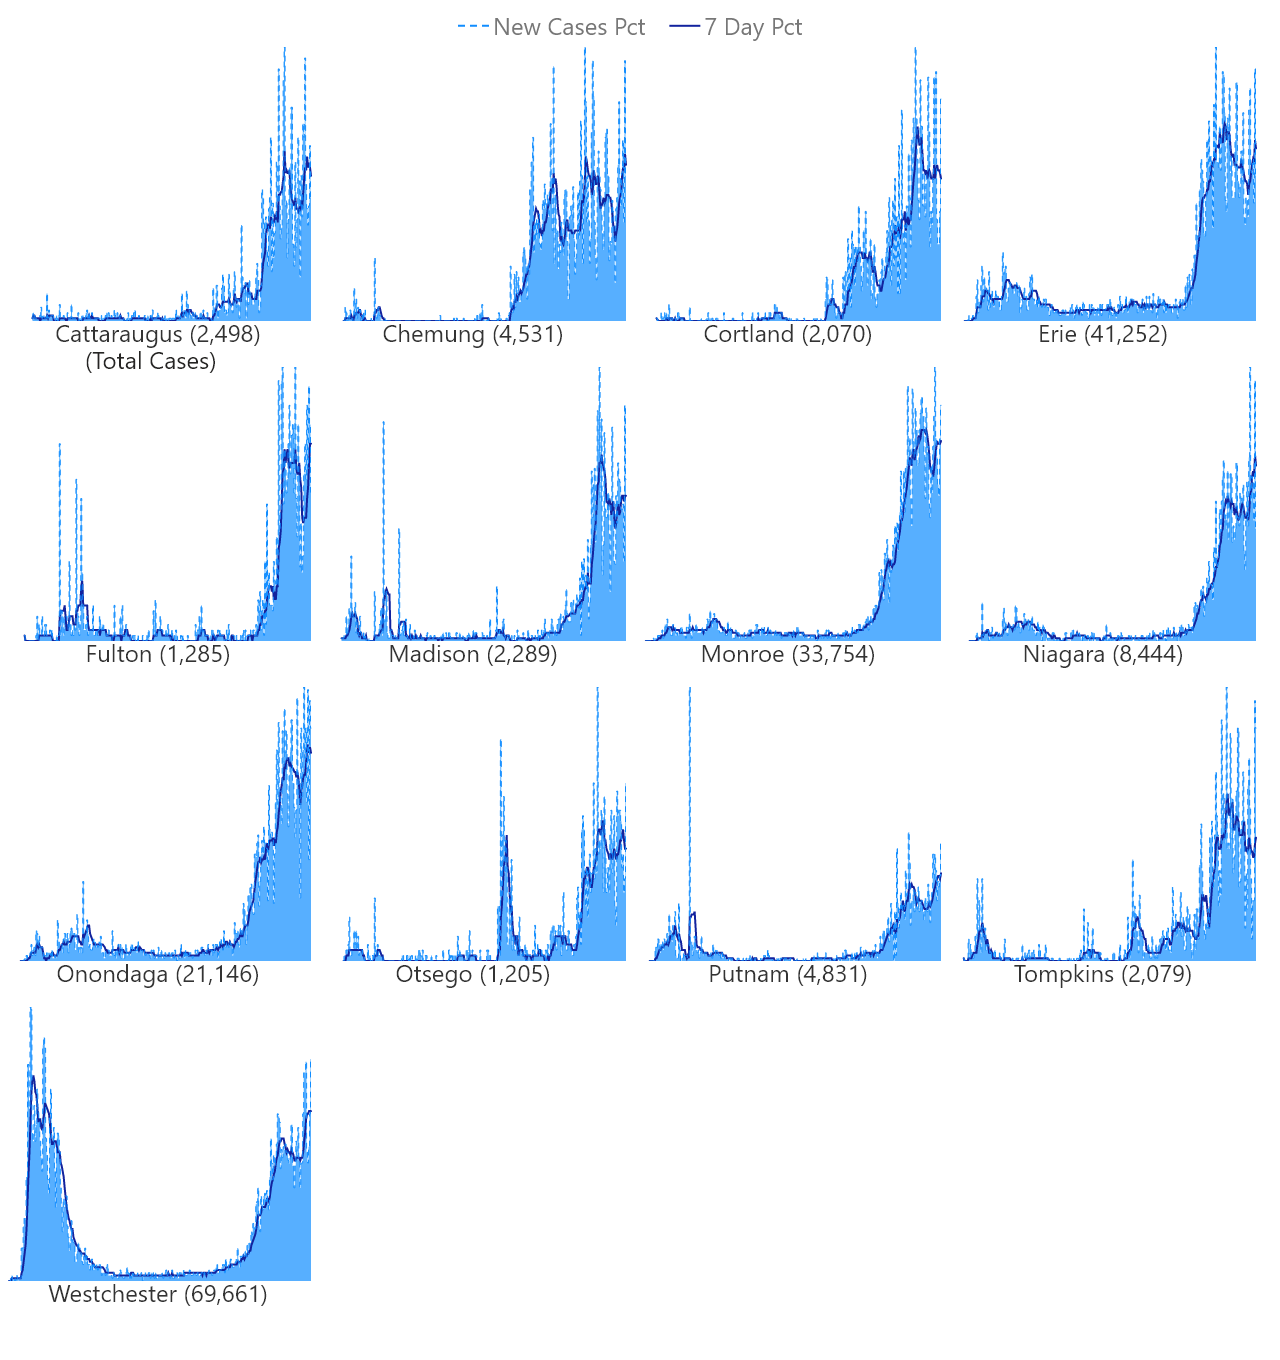 New Cases Pct 7 Day Pct
Cattaraugus (2,498) Chemung (4,531) Cortland (2,070) Erie (41,252)
(Total Cases)
Fulton (1,285) Madison (2,289) Monroe (33,754) Niagara (8,444)
Onondaga (21,146) Otsego (1,205) Putnam (4,831) Tompkins (2,079)
Westchester (69,661)